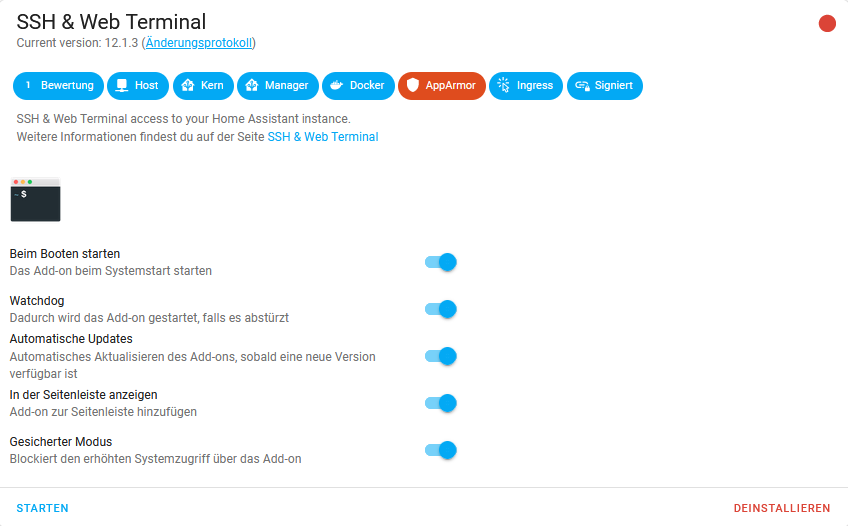 SSH & Web Terminal
Current version: 12.1.3 (Änderungsprotokoll)
1 Bewertung Host Kern Manager Docker AppArmor Ingress Signiert
SSH & Web Terminal access to your Home Assistant instance.
Weitere Informationen findest du auf der Seite SSH & Web Terminal
~ $
Beim Booten starten
Das Add-on beim Systemstart starten
Watchdog
Dadurch wird das Add-on gestartet, falls es abstürzt
Automatische Updates
Automatisches Aktualisieren des Add-ons, sobald eine neue Version
verfügbar ist
In der Seitenleiste anzeigen
Add-on zur Seitenleiste hinzufügen
Gesicherter Modus
Blockiert den erhöhten Systemzugriff über das Add-on
STARTEN DEINSTALLIEREN